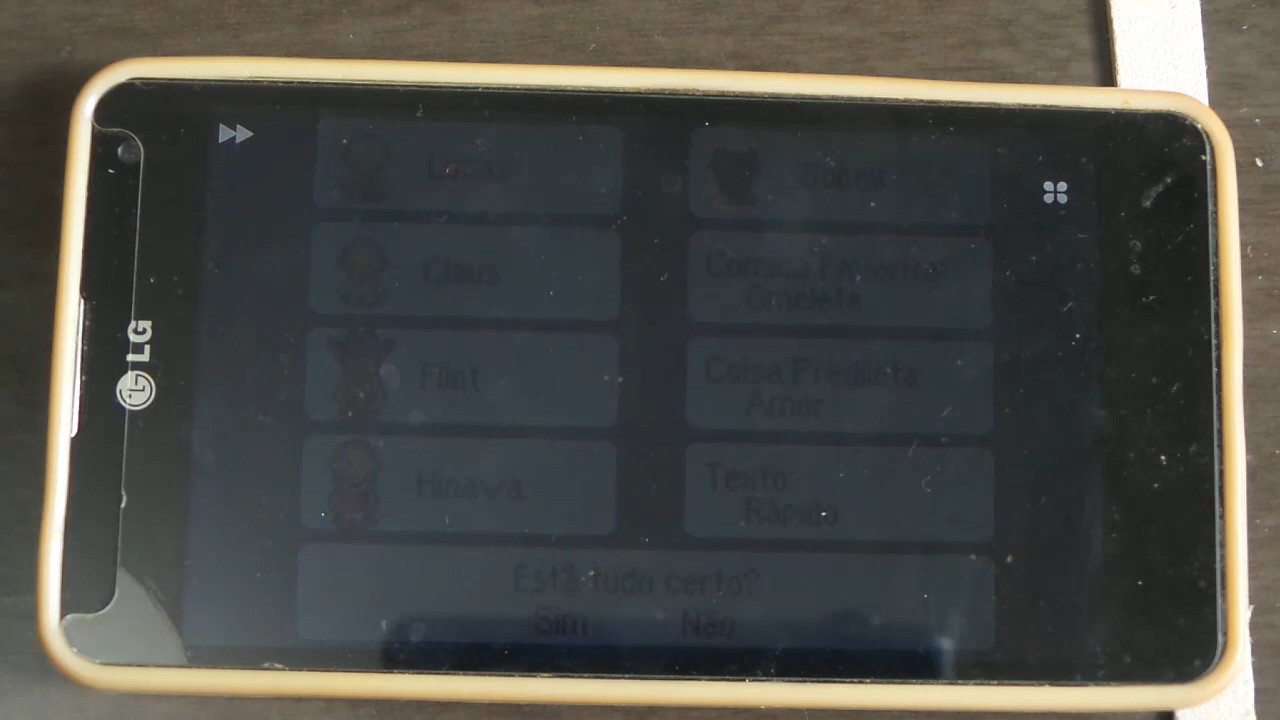 LG
Lucas
Claus
Flint
Hinawa
Boney
Comida Favorita:
Omelete
Coisa Predileta:
Amor
Texto:
Rápido
Está tudo certo?
Sim Não